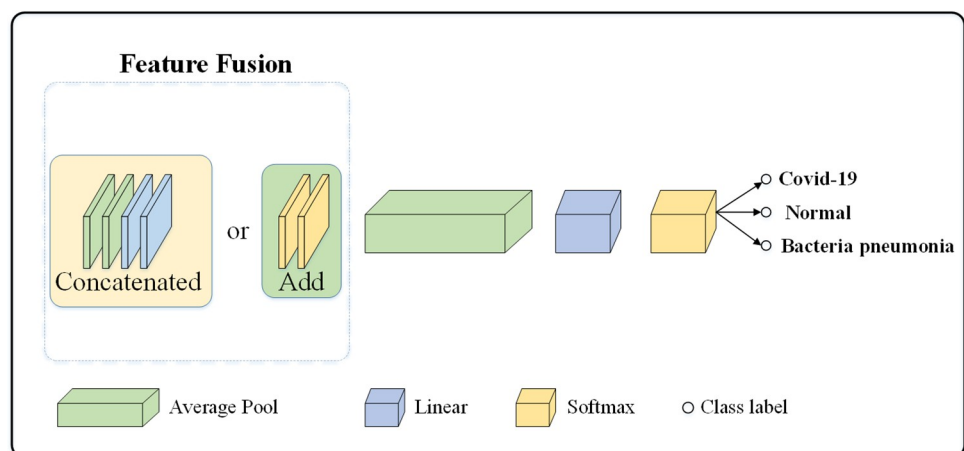 Feature Fusion
Concatenated
or
Add
Covid-19
Normal
Bacteria pneumonia
Average Pool
Linear
Softmax
Class label